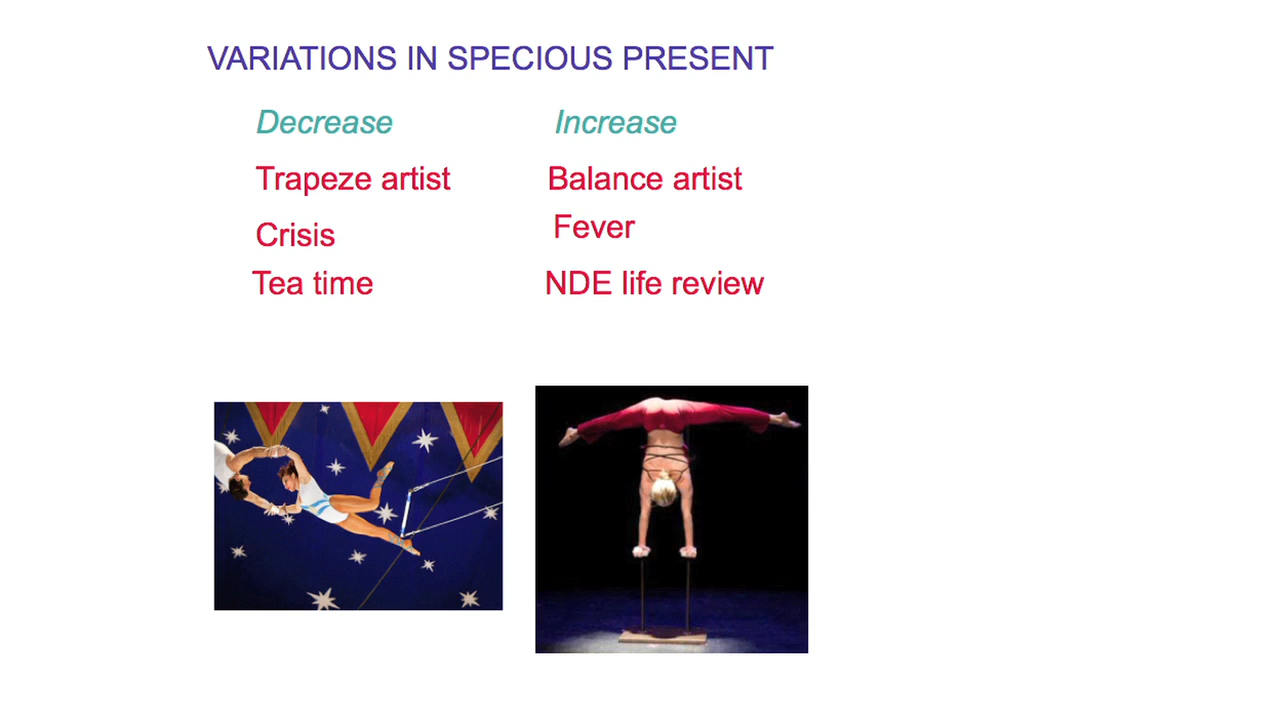 VARIATIONS IN SPECIOUS PRESENT
Decrease Increase
Trapeze artist Balance artist
Crisis Fever
Tea time NDE life review